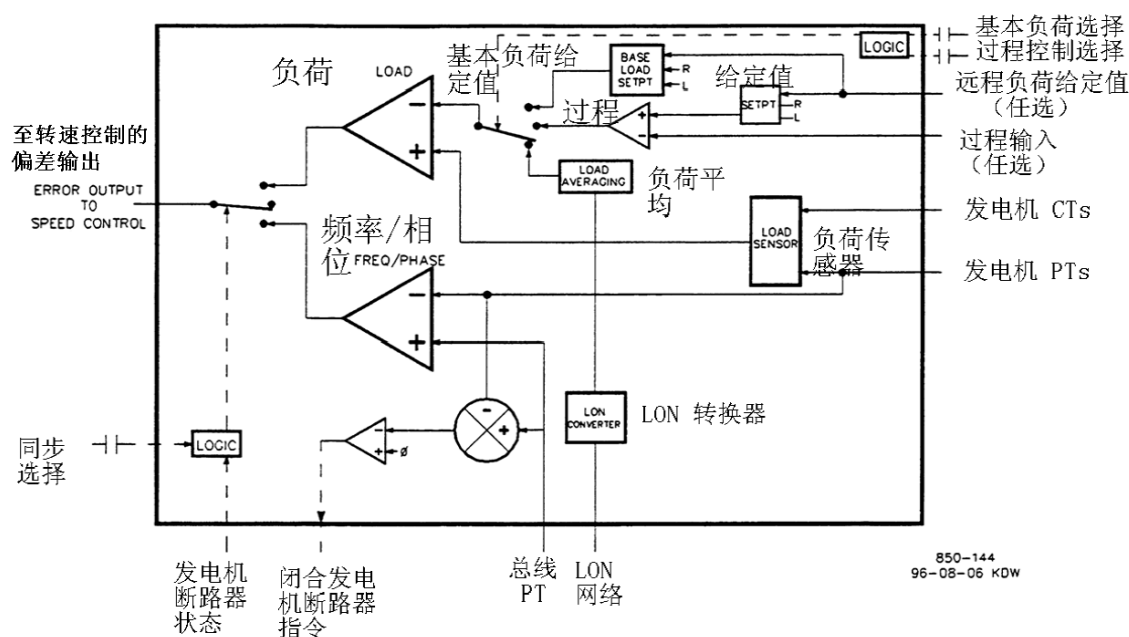 基本负荷选择
过程控制选择
LOGIC
基本负荷给
定值
BASE
LOAD
SETPT
R
L
给定值
SETPT
R
L
远程负荷给定值
(任选)
负荷
LOAD
−
+
过程
+
−
过程输入
(任选)
至转速控制的
偏差输出
ERROR OUTPUT
TO
SPEED CONTROL
LOAD
AVERAGING
负荷平
均
LOAD
SENSOR
负荷传
感器
发电机 CTs
发电机 PTs
频率/相
位
FREQ/PHASE
−
+
−
+
LON
CONVERTER
LON 转换器
−
+
ø
同步
选择
LOGIC
发电机
断路器
状态
闭合发电
机断路器
指令
总线
PT
LON
网络
850-144
96-08-06 KDW